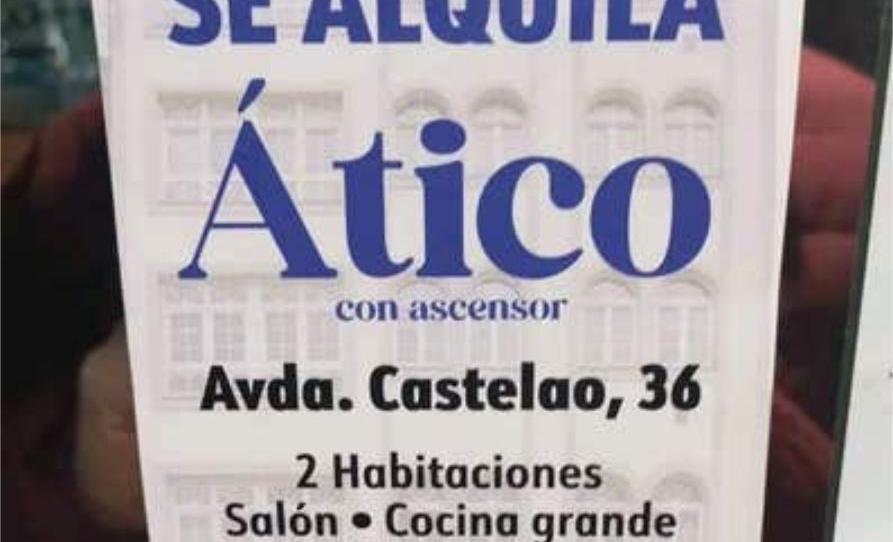 SE ALQUILA
Ático
con ascensor
Avda. Castelao, 36
2 Habitaciones
Salón • Cocina grande